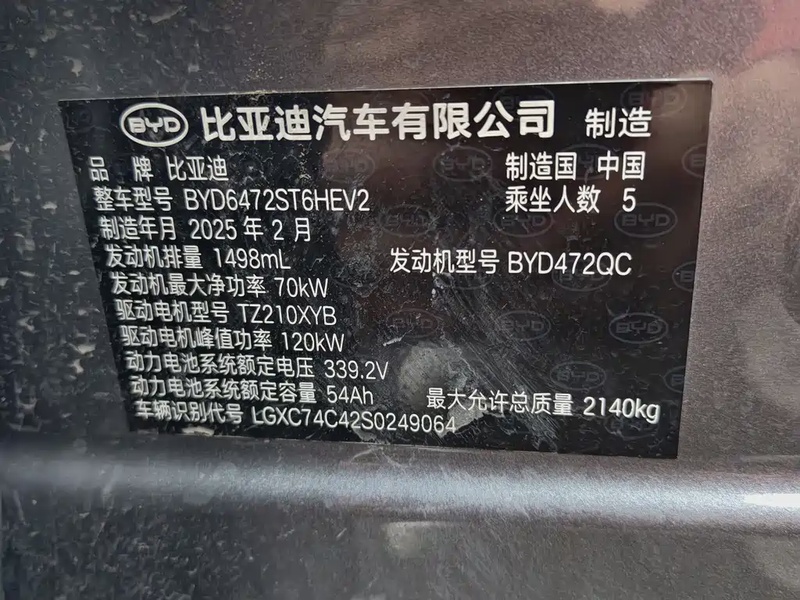 BYD 比亚迪汽车有限公司 制造
品 牌 比亚迪 制造国 中国
整车型号 BYD6472ST6HEV2 乘坐人数 5
制造年月 2025 年 2 月
发动机排量 1498mL 发动机型号 BYD472QC
发动机最大净功率 70kW
驱动电机型号 TZ210XYB
驱动电机峰值功率 120kW
动力电池系统额定电压 339.2V
动力电池系统额定容量 54Ah 最大允许总质量 2140kg
车辆识别代号 LGXC74C42S0249064